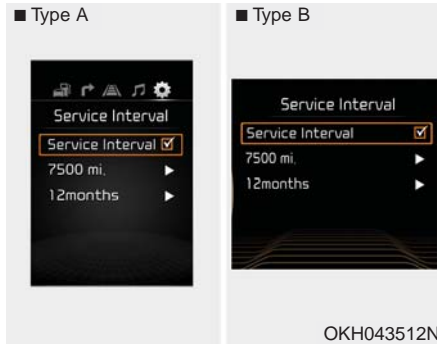 ■ Type A
Service Interval
Service Interval
7500 mi.
12months
■ Type B
Service Interval
Service Interval
7500 mi.
12months
OKH043512N